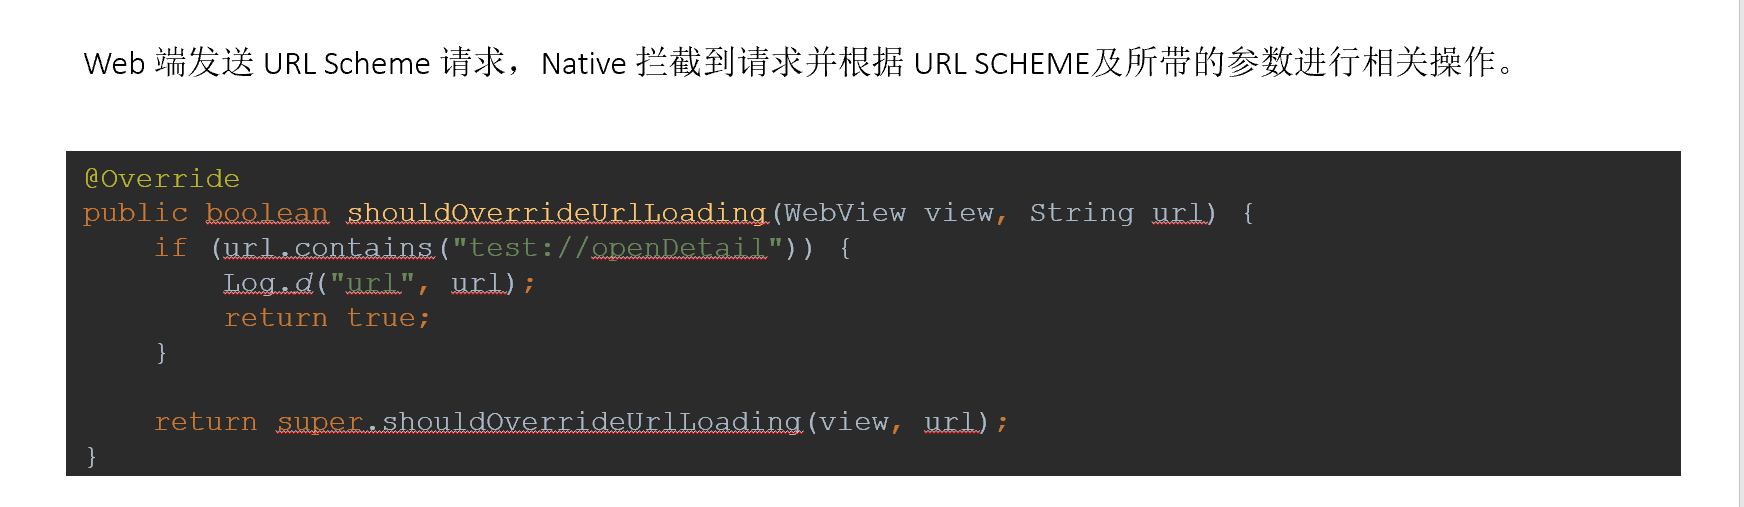 Web 端发送 URL Scheme 请求，Native 拦截到请求并根据 URL SCHEME及所带的参数进行相关操作。
@Override
public boolean shouldOverrideUrlLoading(WebView view, String url) {
    if (url.contains("test://openDetail")) {
        Log.d("url", url);
        return true;
    }
    return super.shouldOverrideUrlLoading(view, url);
}